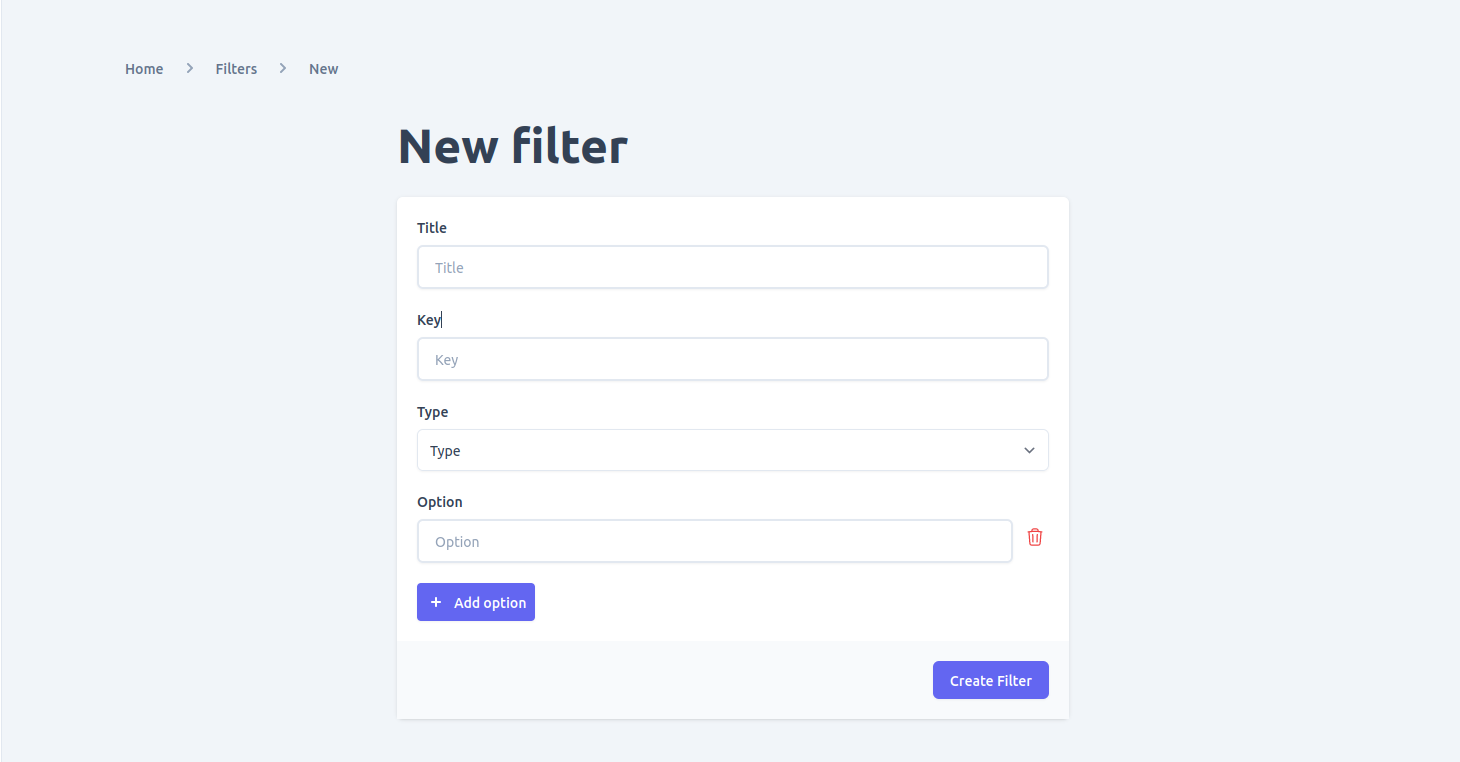 Home > Filters > New
New filter
Title
Title
Key
Key
Type
Type
Option
Option
+ Add option
Create Filter